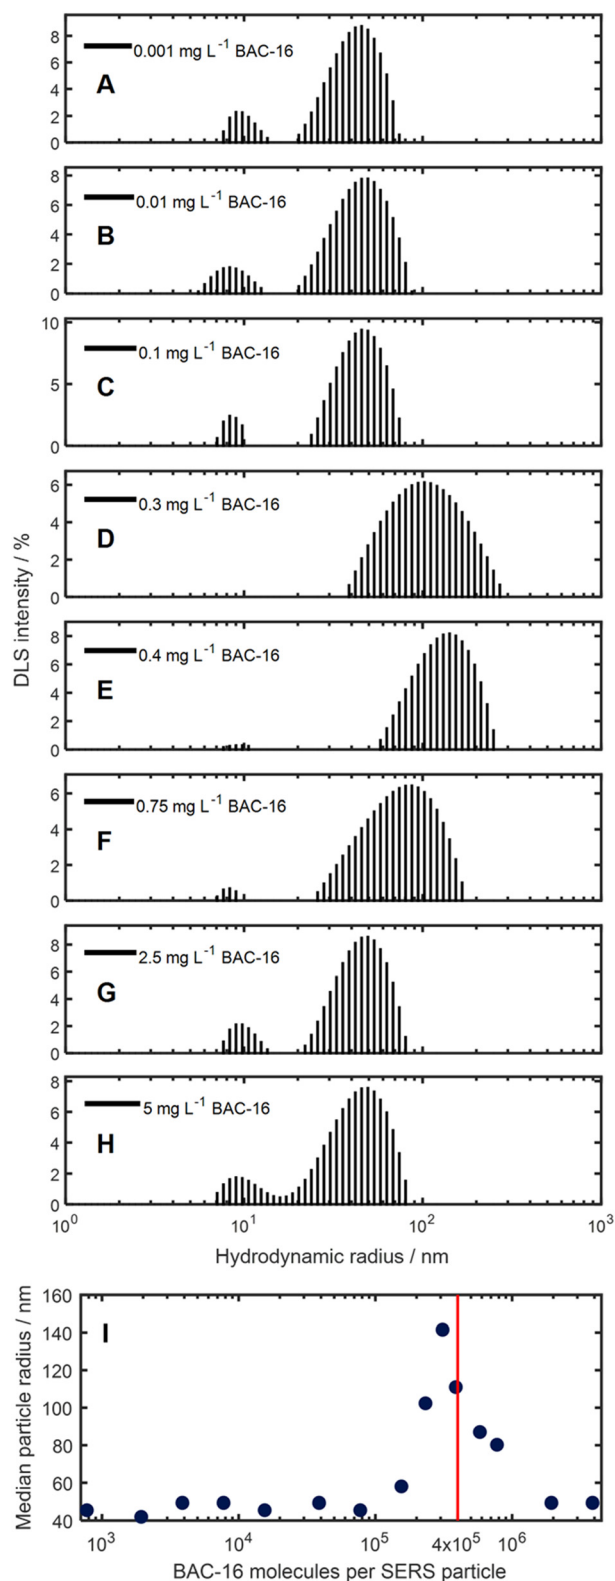 8
6
4
2
0
0.001 mg L⁻¹ BAC-16
A
8
6
4
2
0
0.01 mg L⁻¹ BAC-16
B
10
5
0
0.1 mg L⁻¹ BAC-16
C
6
4
2
0
0.3 mg L⁻¹ BAC-16
D
DLS intensity / %
8
6
4
2
0
0.4 mg L⁻¹ BAC-16
E
6
4
2
0
0.75 mg L⁻¹ BAC-16
F
8
6
4
2
0
2.5 mg L⁻¹ BAC-16
G
8
6
4
2
0
5 mg L⁻¹ BAC-16
H
10⁰ 10¹ 10² 10³
Hydrodynamic radius / nm
160
140
120
100
80
60
40
Median particle radius / nm
I
10³ 10⁴ 10⁵ 4x10⁵ 10⁶
BAC-16 molecules per SERS particle